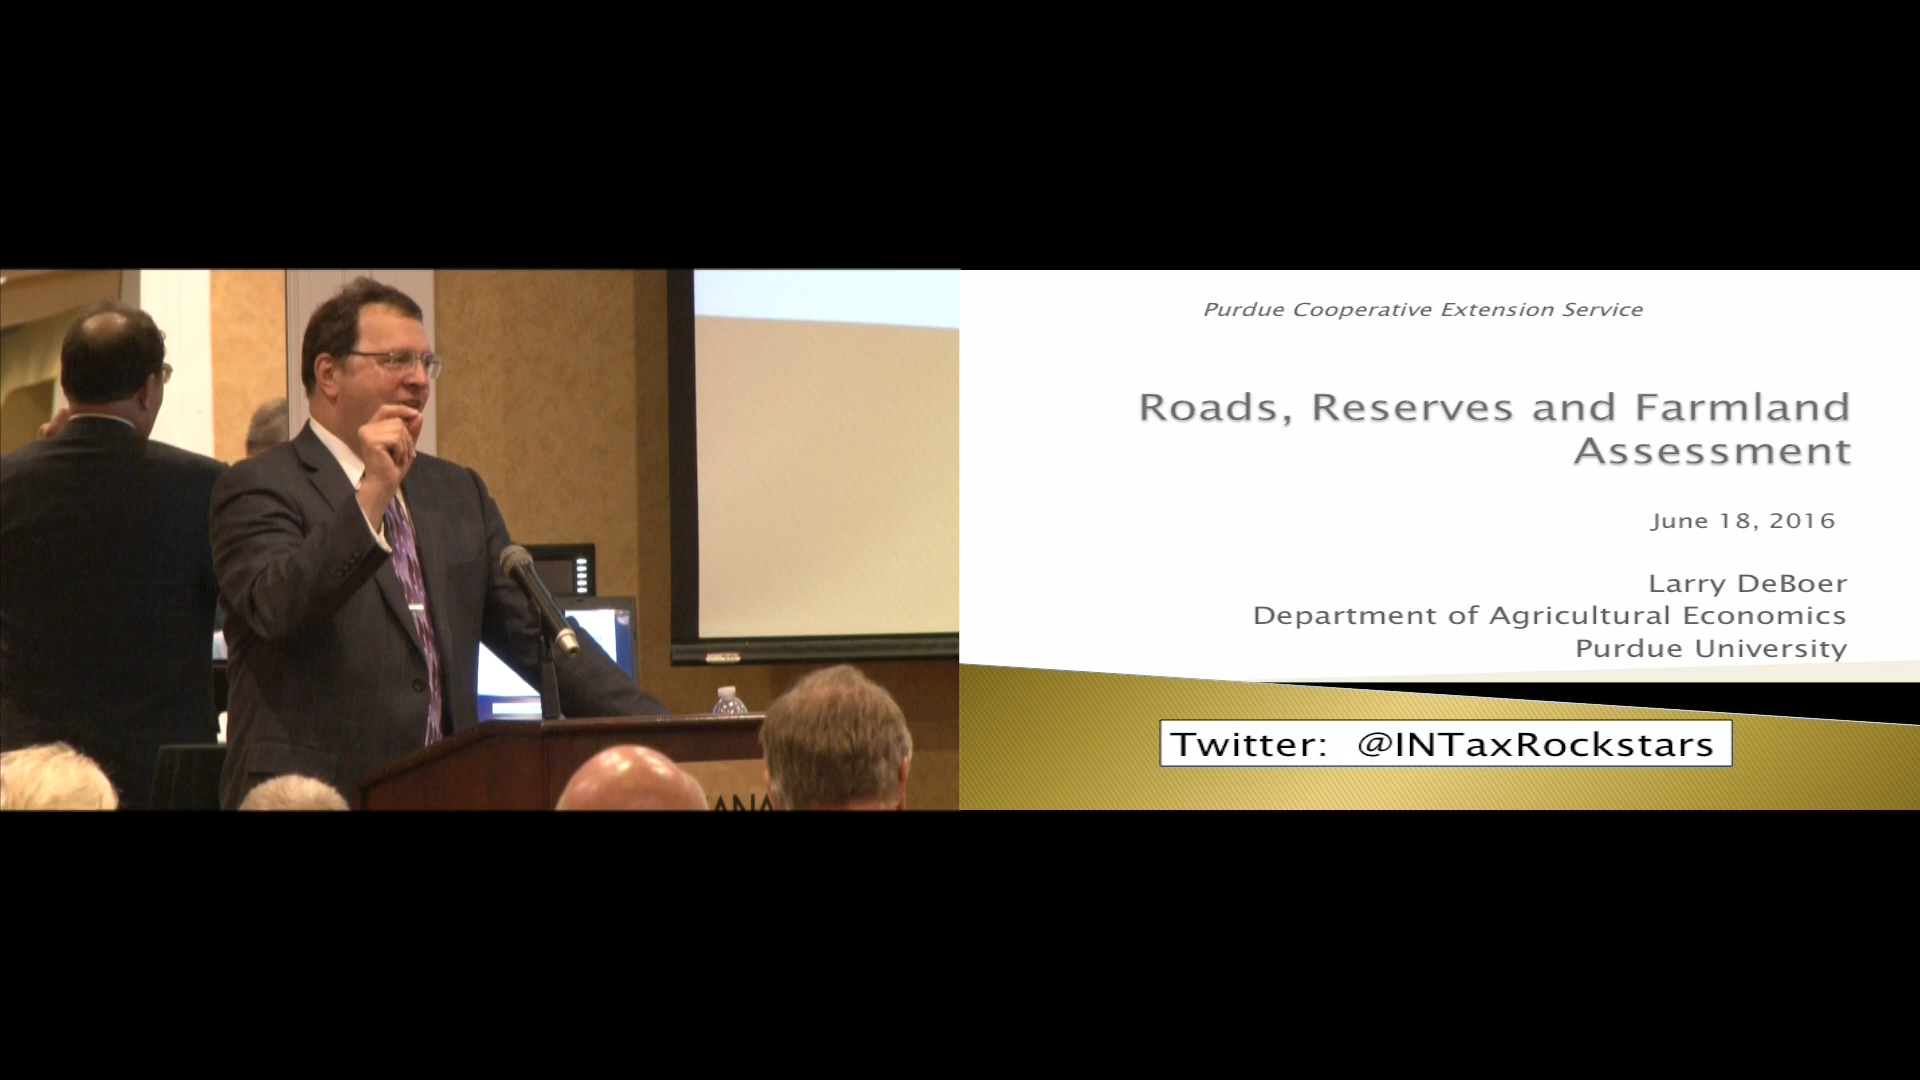 Purdue Cooperative Extension Service
Roads, Reserves and Farmland
Assessment
June 18, 2016
Larry DeBoer
Department of Agricultural Economics
Purdue University
Twitter: @INTaxRockstars